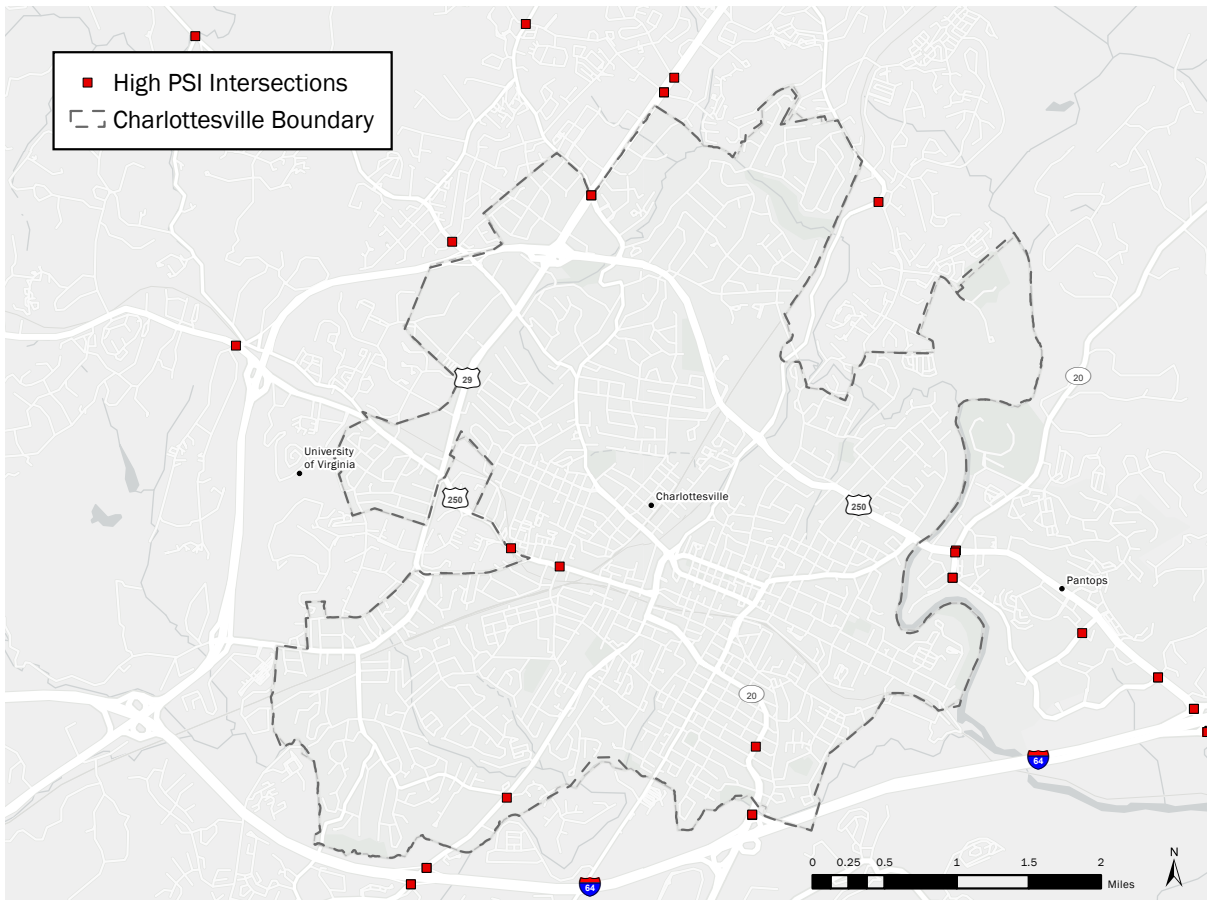 High PSI Intersections
Charlottesville Boundary
29
20
University
of Virginia
250
Charlottesville
250
Pantops
20
64
64
0 0.25 0.5 1 1.5 2
Miles
N